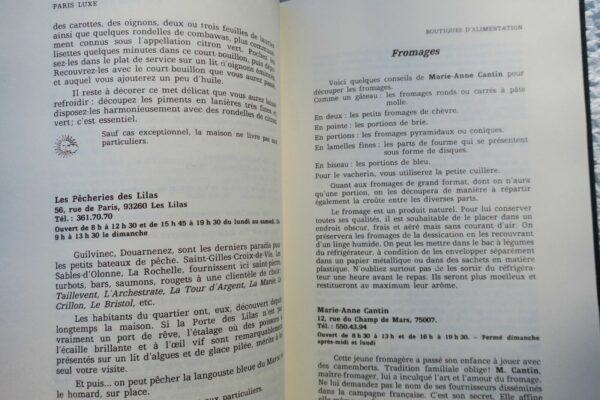 PARIS LUXE
des carottes, des oignons, deux ou trois feuilles de laurier
ainsi que quelques rondelles de combawas, plus commun
ment connus sous l'appellation citron vert. Pochez
lisettes quelques minutes dans ce court-bouillon, puis
sez-les dans le plat de service sur un lit d'oignons émincés
Recouvrez-les avec le court-bouillon que vous aurez passé
et auquel vous ajouterez un peu d'huile.
Il reste à décorer ce met délicat que vous aurez laissé
refroidir : découpez les piments en lanières très fines et
disposez-les harmonieusement avec des rondelles de citron
vert ; c'est essentiel.
Sauf cas exceptionnel, la maison ne livre pas aux
particuliers.
Les Pêcheries des Lilas
56, rue de Paris, 93260 Les Lilas
Tél. : 361.70.70
Ouvert de 8 h à 12 h 30 et de 15 h 45 à 19 h 30 du lundi au samedi. De
9 h à 13 h 30 le dimanche
Guilvinec, Douarnenez, sont les derniers paradis pour
les petits bateaux de pêche. Saint-Gilles-Croix-de-Vie, Les
Sables-d'Olonne, La Rochelle, fournissent ici saint-pierre,
turbots, bars, saumons, rougets à une clientèle de choix :
Taillevent, L'Archestrate, La Tour d'Argent, La Marée, Le
Crillon, Le Bristol, etc.
Les habitants du quartier ont, eux, découvert depuis
longtemps la maison. Si la Porte des Lilas n'est pas
vraiment un port de rêve, l'étalage où des poissons à
l'écaille brillante et à l'œil vif sont remarquablement
présentés sur un lit d'algues et de glace pilée, mérite à lui
seul votre visite.
Et puis... on peut pêcher la langouste bleue du Maroc
le homard, sur place.
aux particuliers.
BOUTIQUES D'ALIMENTATION
Fromages
Voici quelques conseils de Marie-Anne Cantin pour
découper les fromages.
Comme un gâteau : les fromages ronds ou carrés à pâte
molle.
En deux : les petits fromages de chèvre.
En pointe : les portions de brie.
En portions : les fromages pyramidaux ou coniques.
En lamelles fines : les parts de fourme qui se présentent
sous forme de disques.
En biseau : les portions de bleu.
Pour le vacherin, vous utiliserez la petite cuillère.
Quant aux fromages de grand format, dont on n'aura
qu'une portion, on les découpera de manière à répartir
également la croûte entre les diverses parts.
Le fromage est un produit naturel. Pour lui conserver
toutes ses qualités, il est souhaitable de le placer dans un
endroit obscur, frais et aéré mais sans courant d'air. On
préservera les fromages de la dessication en les recouvrant
d'un linge humide. On peut les mettre dans le bac à légumes
du réfrigérateur, à condition de les envelopper séparément
dans un papier métallique ou dans des sachets en matière
plastique. N'oubliez surtout pas de les sortir du réfrigéra-
teur une heure avant le repas. Ils seront plus moelleux et
restitueront au maximum leur arôme.
Marie-Anne Cantin
12, rue du Champ de Mars, 75007.
Tél. : 550.43.94
Ouvert de 8 h 30 à 13 h et de 16 h à 19 h 30. – Fermé dimanche
après-midi et lundi
Cette jeune fromagère a passé son enfance à jouer avec
des camemberts. Tradition familiale oblige! M. Cantin,
maître-fromager, lui a inculqué l'art et l'amour du fromage.
Ne lui demandez pas le nom de ses fournisseurs disséminés
dans la campagne française. C'est son secret. Elle affine